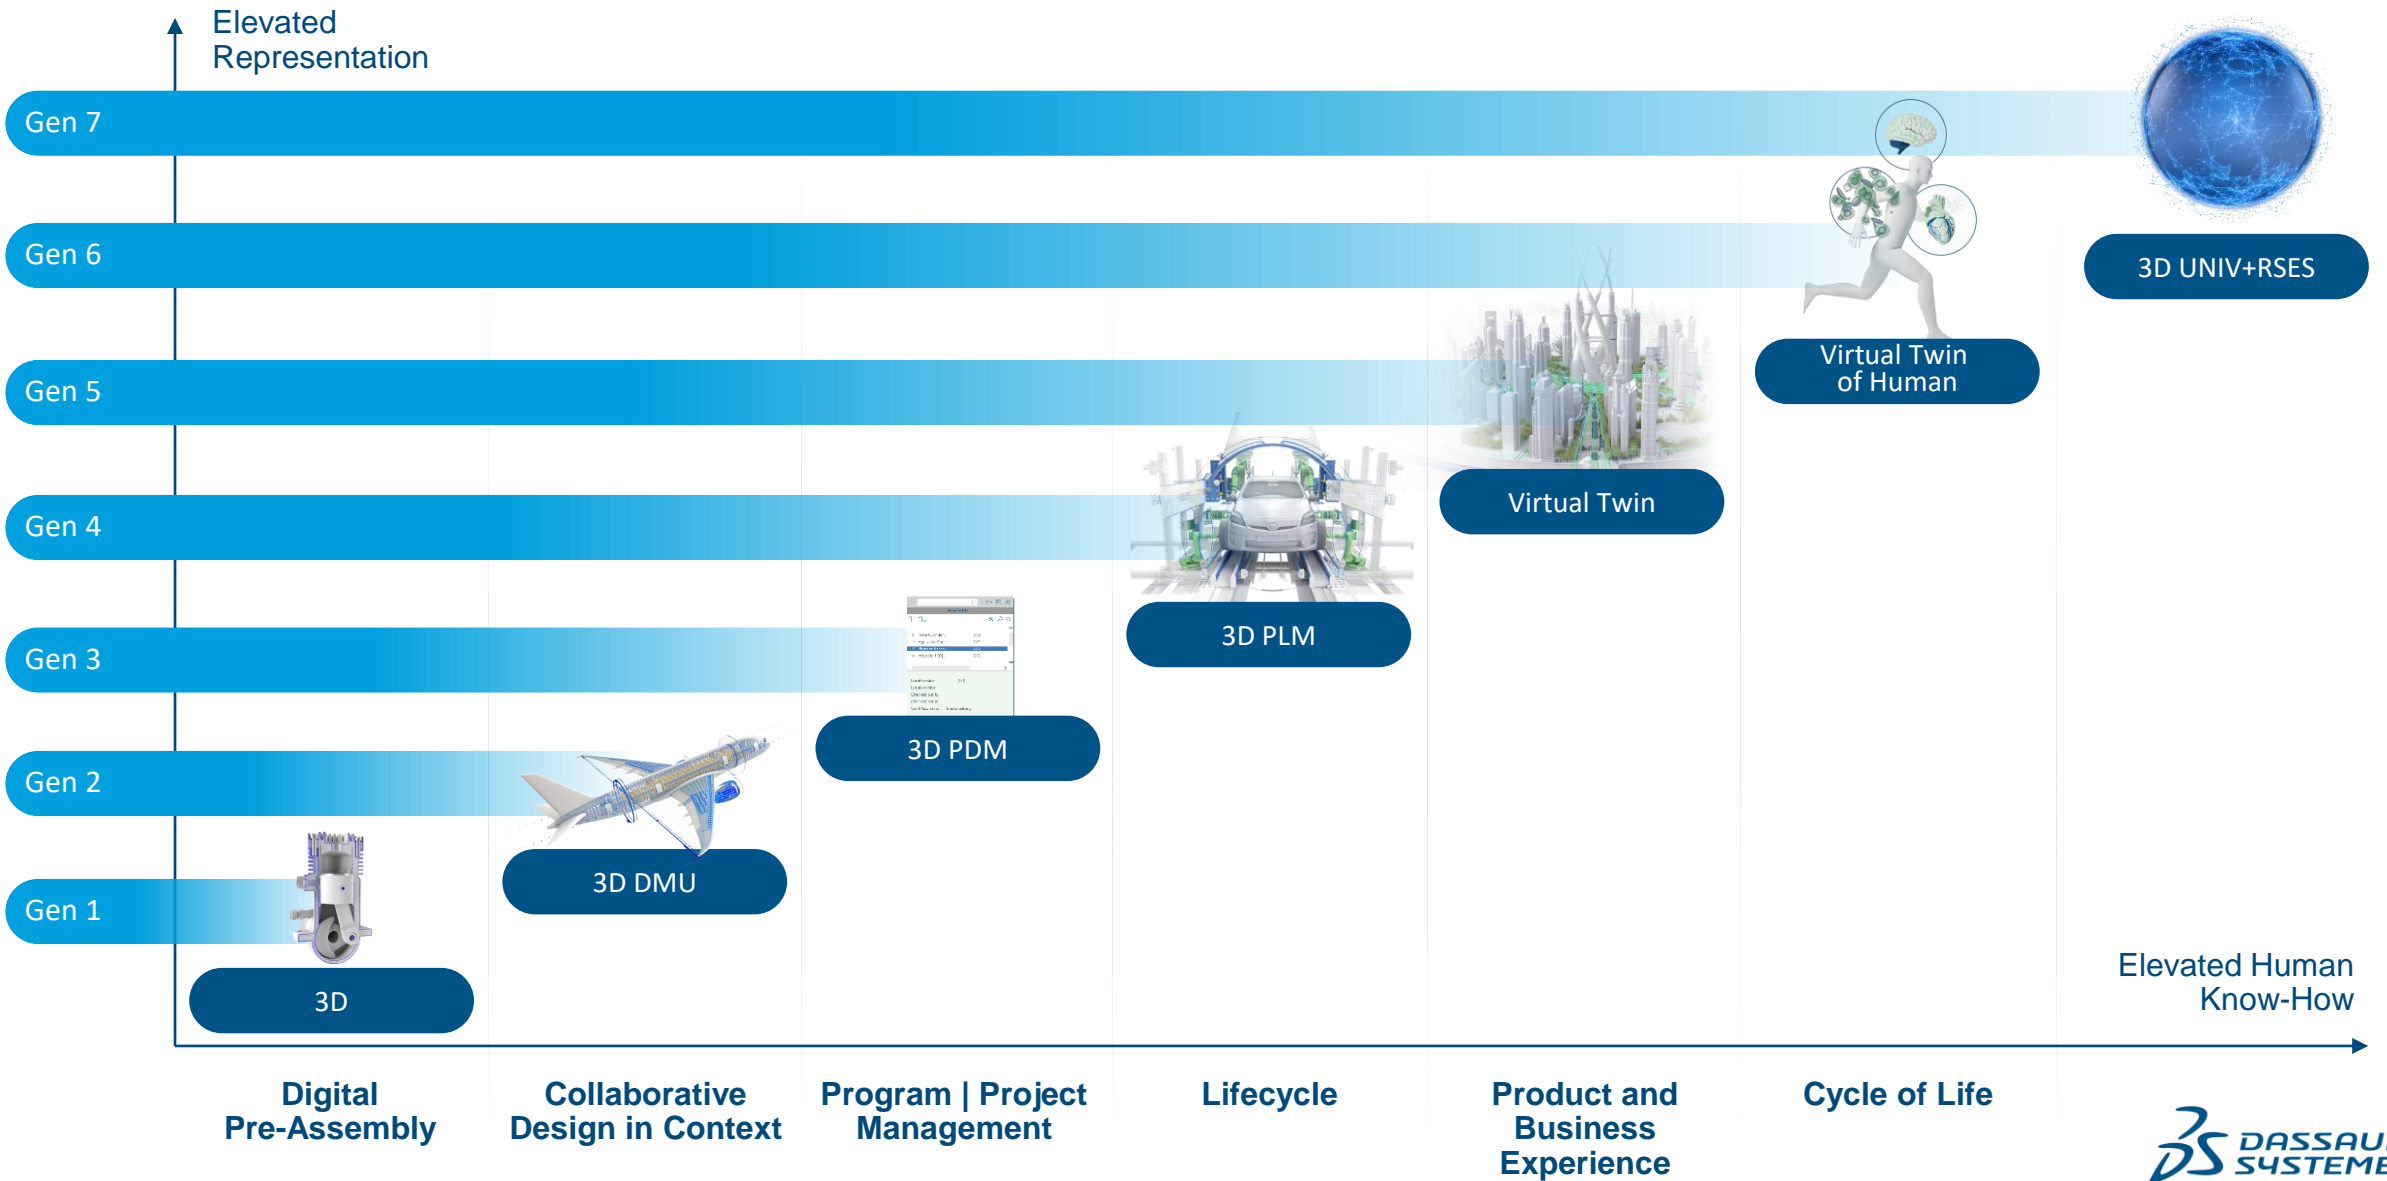 Elevated
Representation
Gen 7
Gen 6
3D UNIV+RSES
Virtual Twin
of Human
Gen 5
Virtual Twin
Gen 4
3D PLM
Gen 3
3D PDM
Gen 2
3D DMU
Gen 1
3D
Elevated Human
Know-How
Digital
Pre-Assembly
Collaborative
Design in Context
Program | Project
Management
Lifecycle
Product and
Business
Experience
Cycle of Life